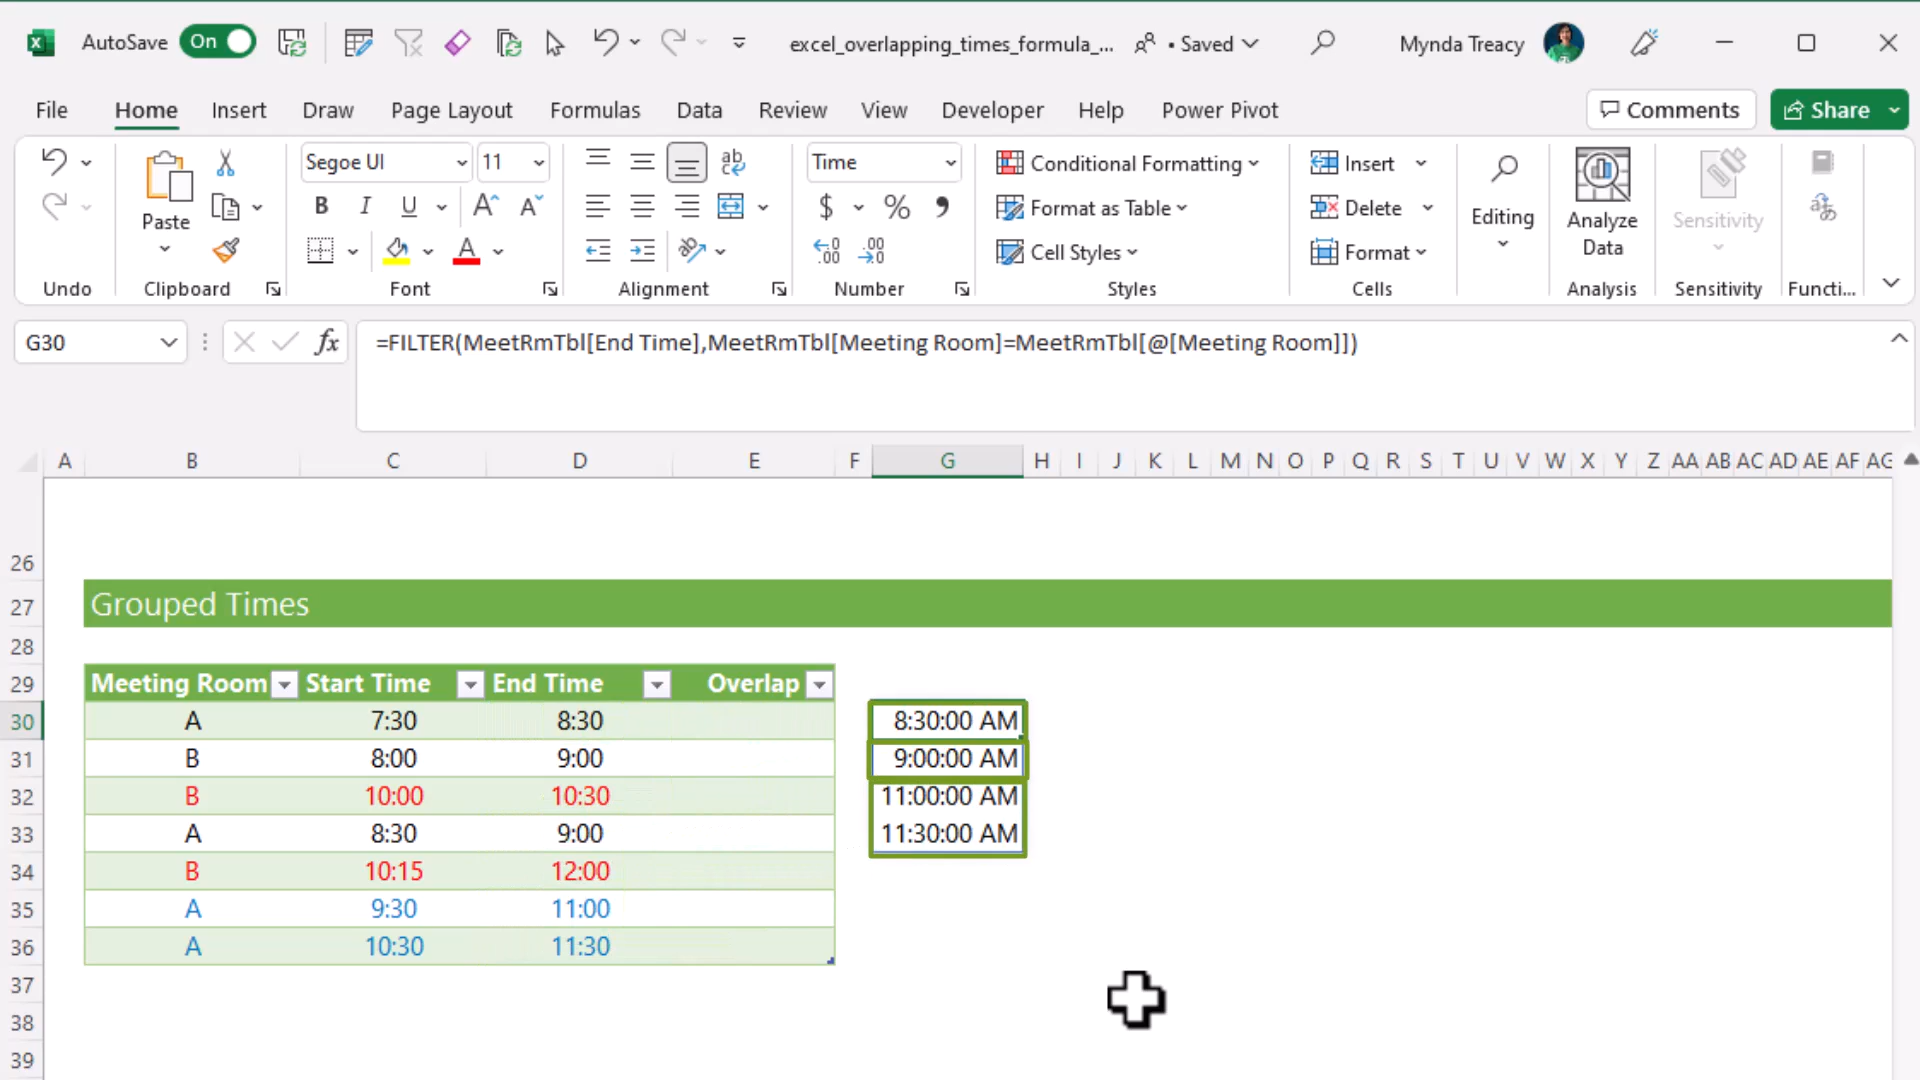 AutoSave On excel_overlapping_times_formula_... • Saved Mynda Treacy
File Home Insert Draw Page Layout Formulas Data Review View Developer Help Power Pivot Comments Share
Paste
Segoe UI 11
B I U A A
ab
Time
$ % 9
Conditional Formatting
Format as Table
Cell Styles
Insert
Delete
Format
Editing
Analyze
Data
Sensitivity
Undo Clipboard Font Alignment Number Styles Cells Analysis Sensitivity Functi...
G30 fx =FILTER(MeetRmTbl[End Time],MeetRmTbl[Meeting Room]=MeetRmTbl[@[Meeting Room]])
A B C D E F G H I J K L M N O P Q R S T U V W X Y Z AA AB AC AD AE AF AG
26
27 Grouped Times
28
29 Meeting Room Start Time End Time Overlap
30 A 7:30 8:30 8:30:00 AM
31 B 8:00 9:00 9:00:00 AM
32 B 10:00 10:30 11:00:00 AM
33 A 8:30 9:00 11:30:00 AM
34 B 10:15 12:00
35 A 9:30 11:00
36 A 10:30 11:30
37
38
39